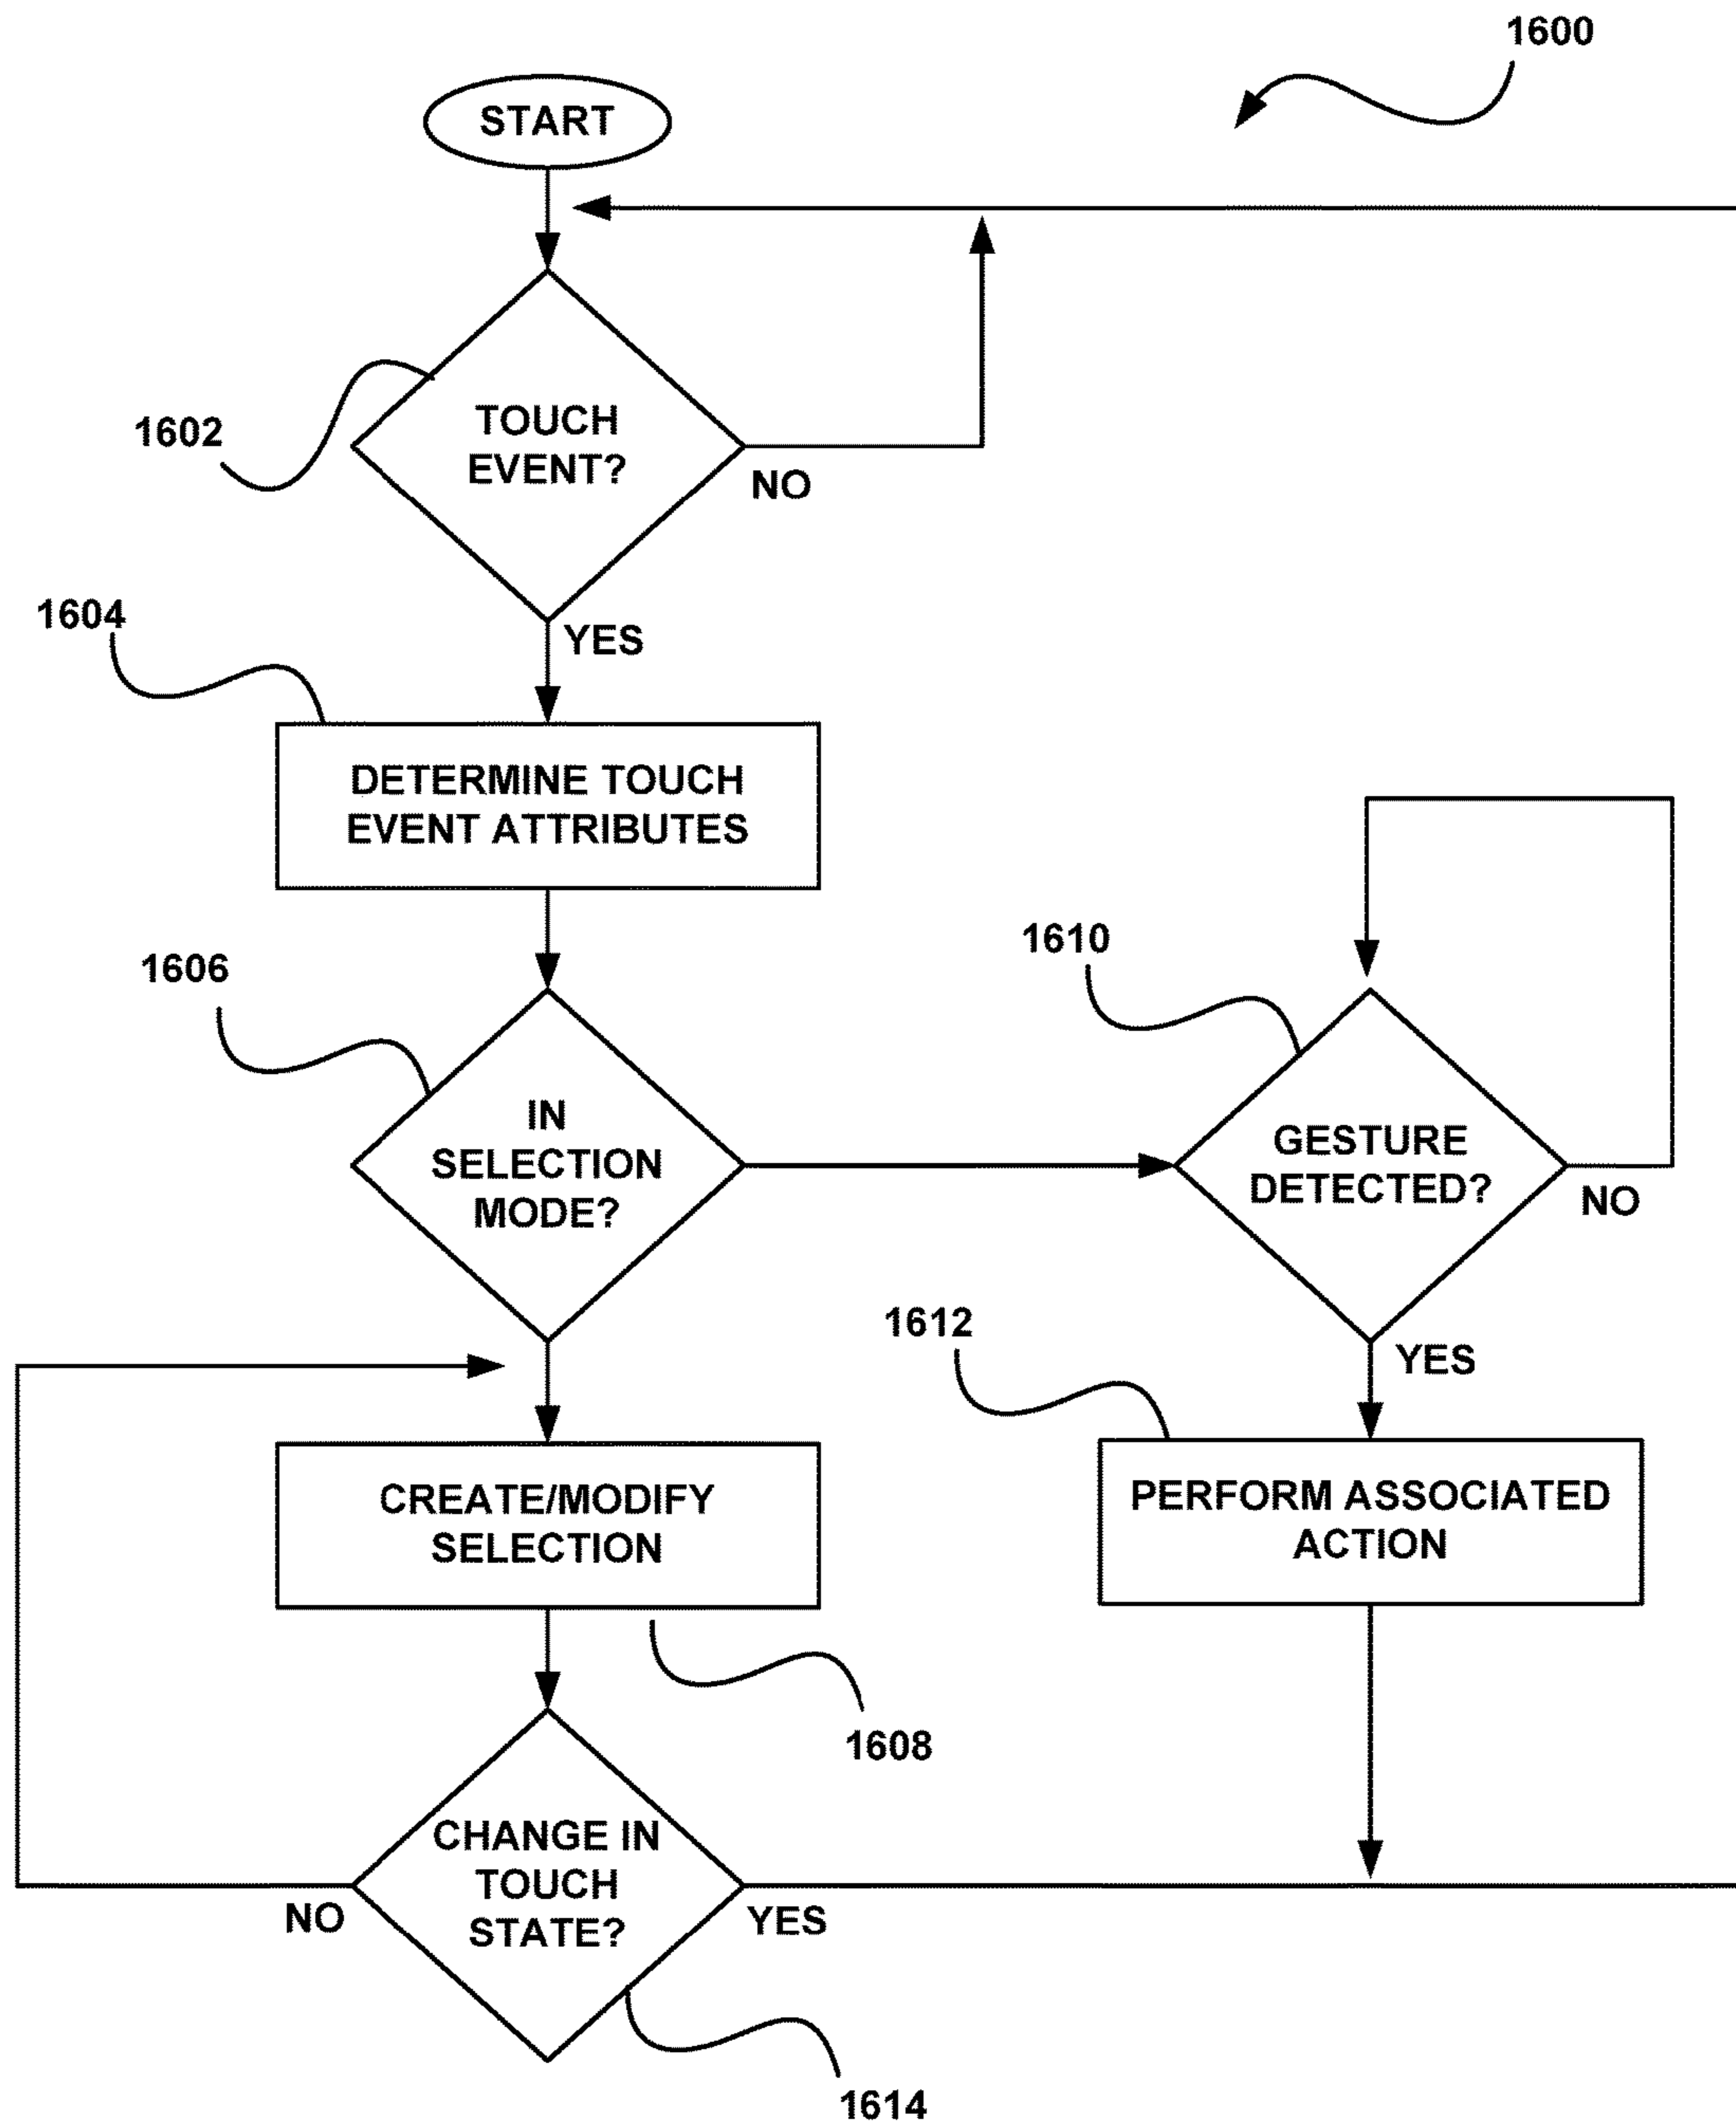 1600
START
1602
TOUCH
EVENT?
NO
YES
1604
DETERMINE TOUCH
EVENT ATTRIBUTES
1606
IN
SELECTION
MODE?
1610
GESTURE
DETECTED?
NO
YES
1612
PERFORM ASSOCIATED
ACTION
CREATE/MODIFY
SELECTION
1608
CHANGE IN
TOUCH
STATE?
NO
YES
1614